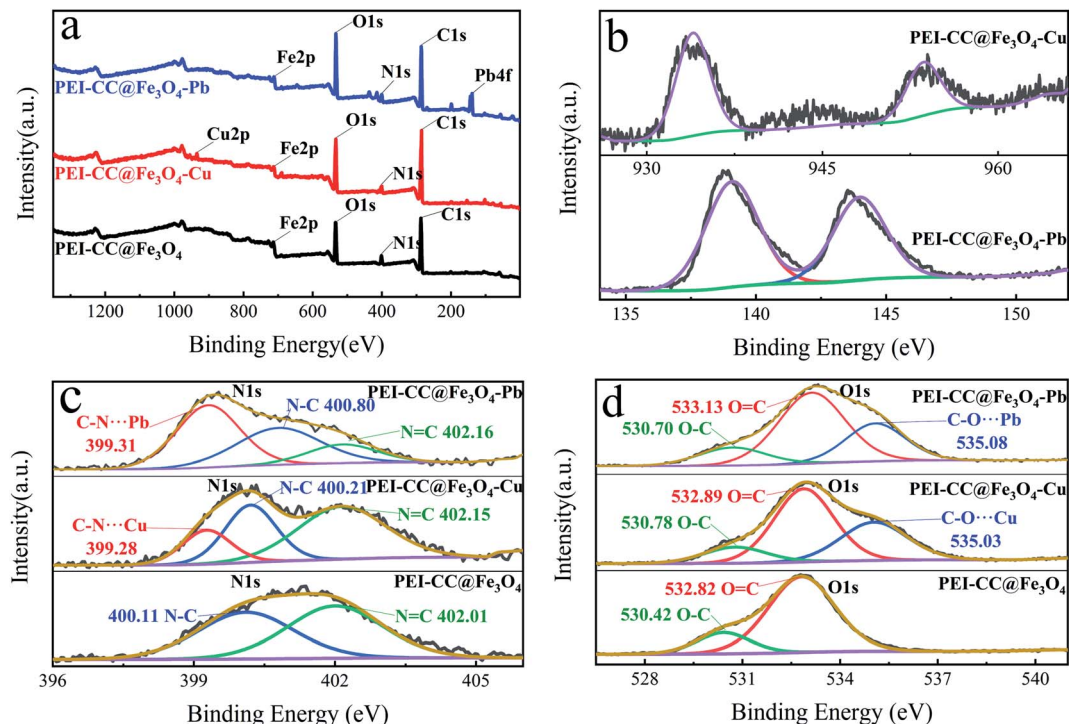 a
O1s
C1s
Fe2p
N1s
Pb4f
PEI-CC@Fe₃O₄-Pb
Cu2p
O1s
C1s
Fe2p
N1s
PEI-CC@Fe₃O₄-Cu
O1s
C1s
Fe2p
N1s
PEI-CC@Fe₃O₄
Intensity(a.u.)
1200 1000 800 600 400 200
Binding Energy(eV)
b
PEI-CC@Fe₃O₄-Cu
930 945 960
PEI-CC@Fe₃O₄-Pb
Intensity(a.u.)
135 140 145 150
Binding Energy (eV)
c
N1s
PEI-CC@Fe₃O₄-Pb
C-N···Pb
399.31
N-C 400.80
N=C 402.16
N1s
PEI-CC@Fe₃O₄-Cu
N-C 400.21
C-N···Cu
399.28
N=C 402.15
N1s
PEI-CC@Fe₃O₄
400.11 N-C
N=C 402.01
Intensity(a.u.)
396 399 402 405
Binding Energy (eV)
d
O1s
PEI-CC@Fe₃O₄-Pb
533.13 O=C
530.70 O-C
C-O···Pb
535.08
O1s
PEI-CC@Fe₃O₄-Cu
532.89 O=C
530.78 O-C
C-O···Cu
535.03
O1s
PEI-CC@Fe₃O₄
532.82 O=C
530.42 O-C
Intensity(a.u.)
528 531 534 537 540
Binding Energy (eV)